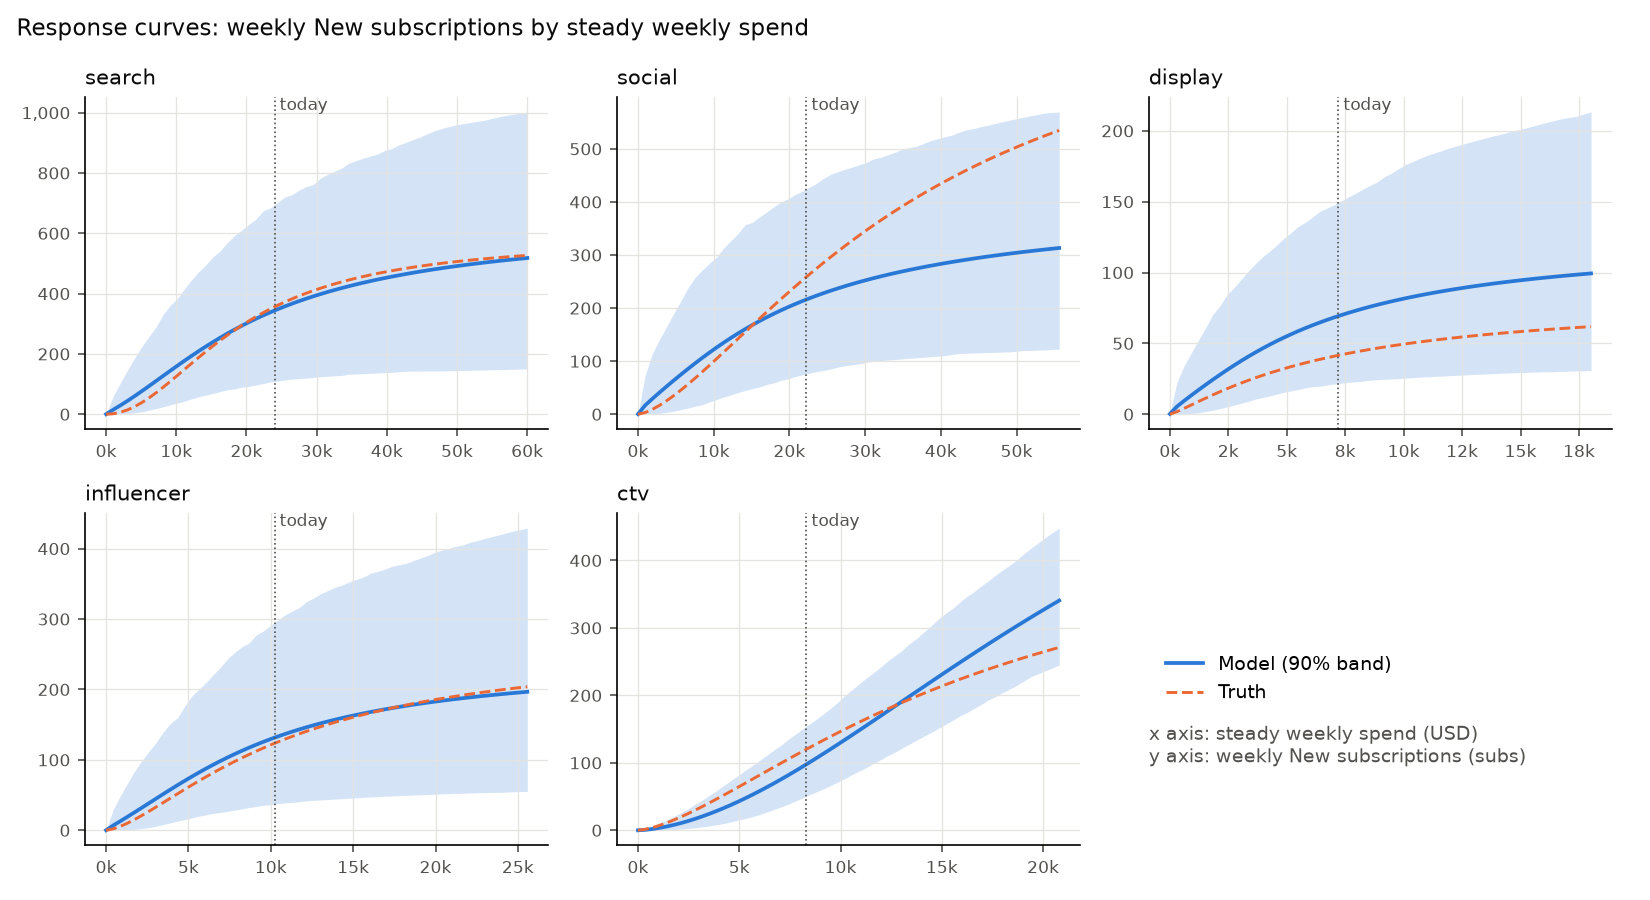 Response curves: weekly New subscriptions by steady weekly spend
search
today
1,000
800
600
400
200
0
0k 10k 20k 30k 40k 50k 60k
social
today
500
400
300
200
100
0
0k 10k 20k 30k 40k 50k
display
today
200
150
100
50
0
0k 2k 5k 8k 10k 12k 15k 18k
influencer
today
400
300
200
100
0
0k 5k 10k 15k 20k 25k
ctv
today
400
300
200
100
0
0k 5k 10k 15k 20k
Model (90% band)
Truth
x axis: steady weekly spend (USD)
y axis: weekly New subscriptions (subs)